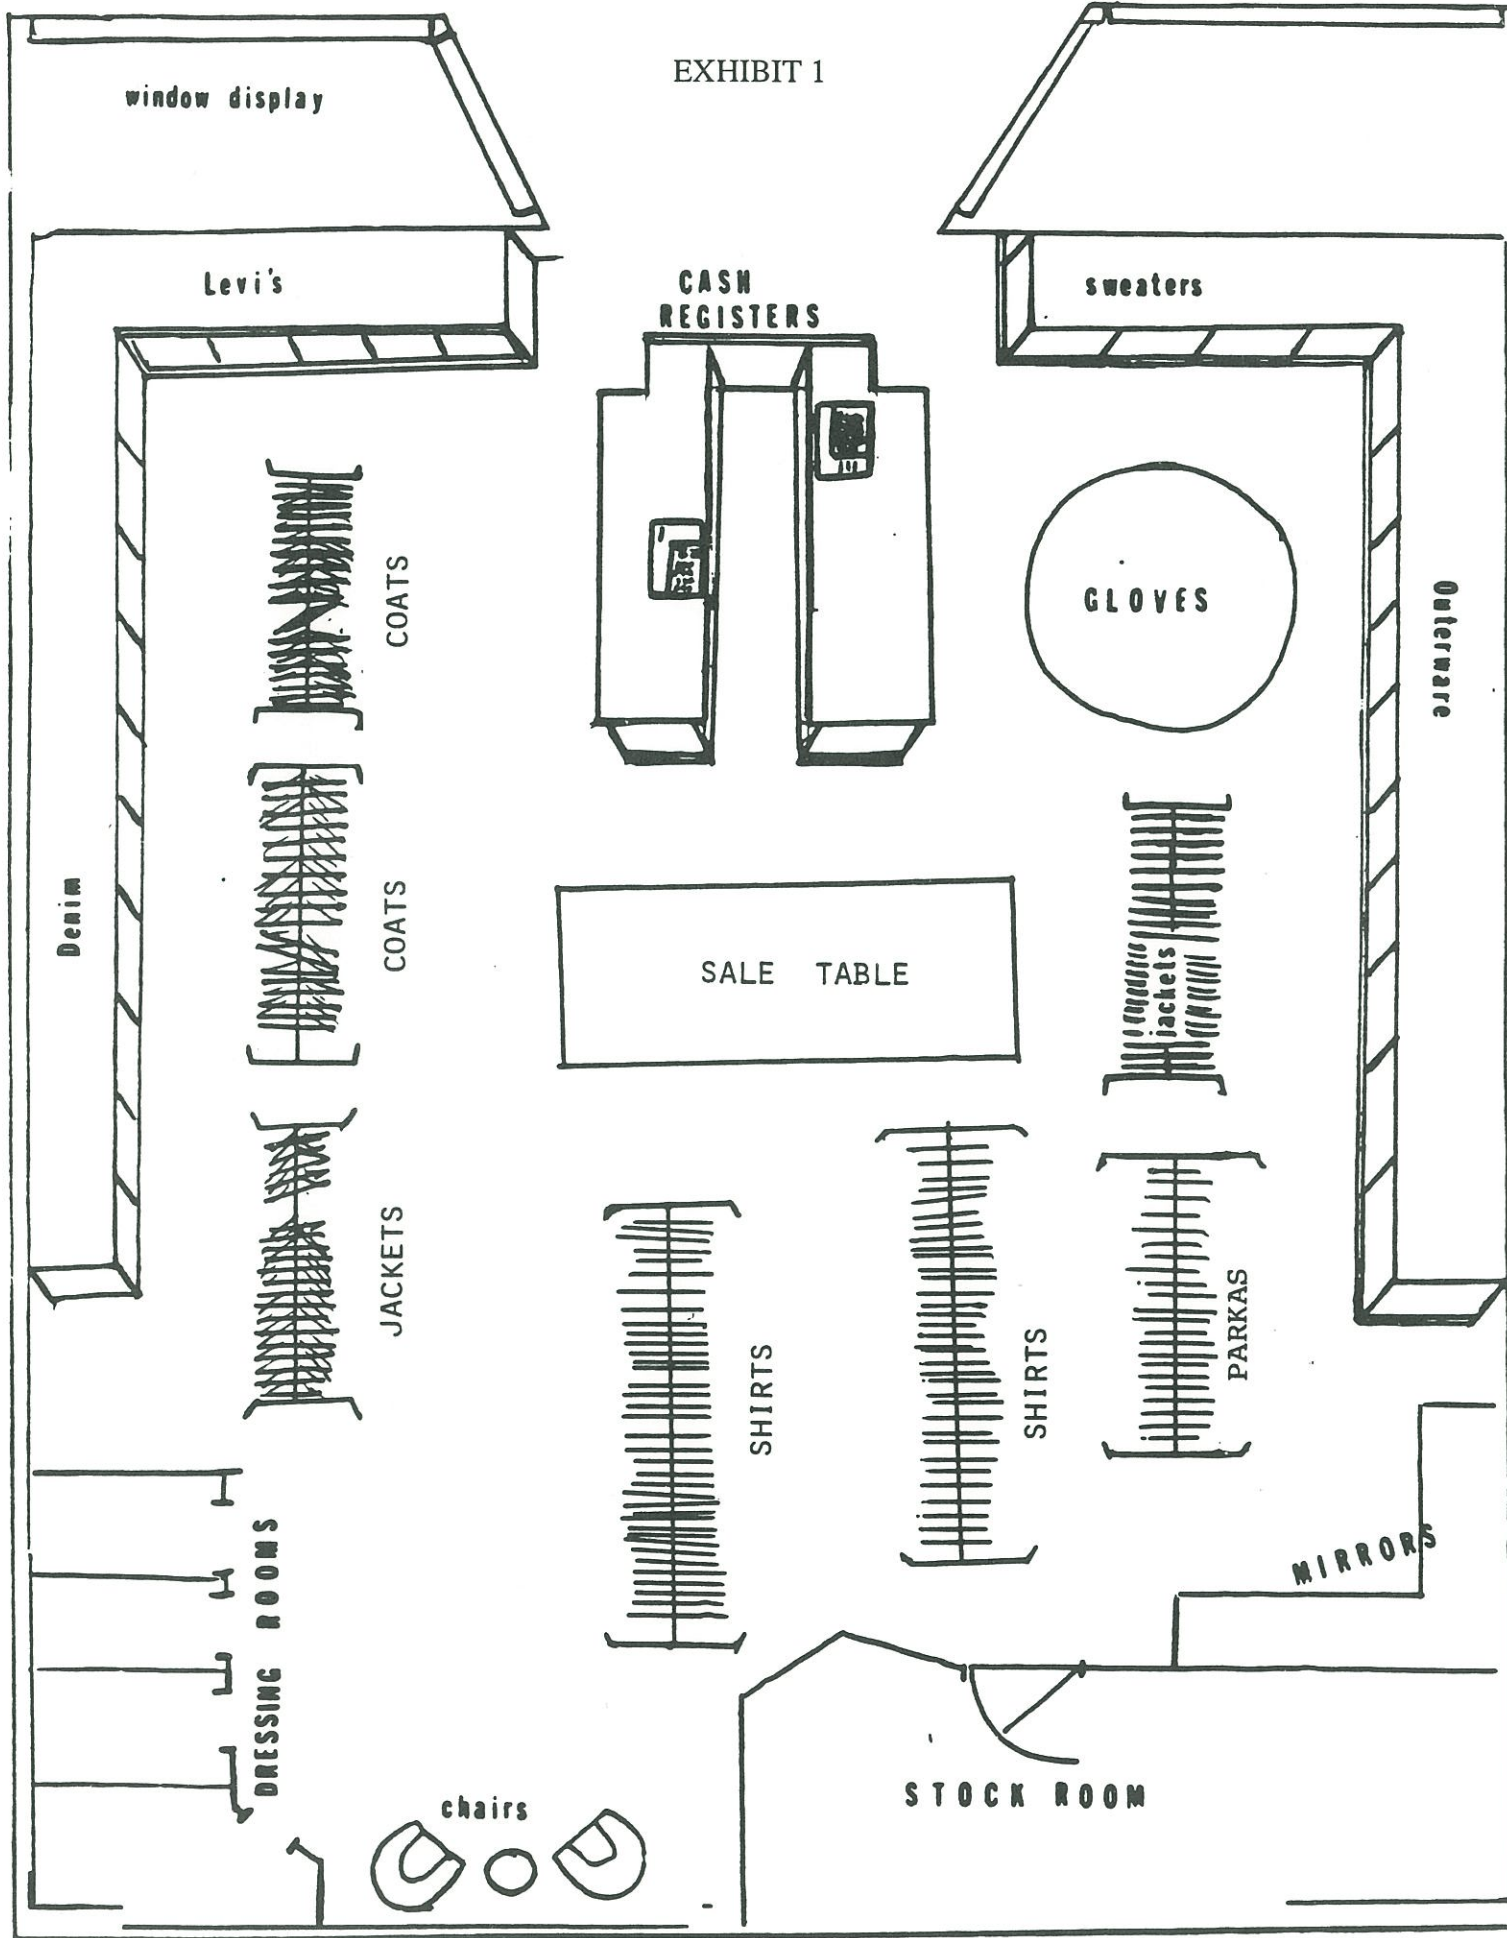 EXHIBIT 1
window display
Levi's
CASH
REGISTERS
sweaters
COATS
GLOVES
Outerware
Denim
COATS
SALE TABLE
jackets
JACKETS
SHIRTS
SHIRTS
PARKAS
MIRRORS
DRESSING ROOMS
chairs
STOCK ROOM